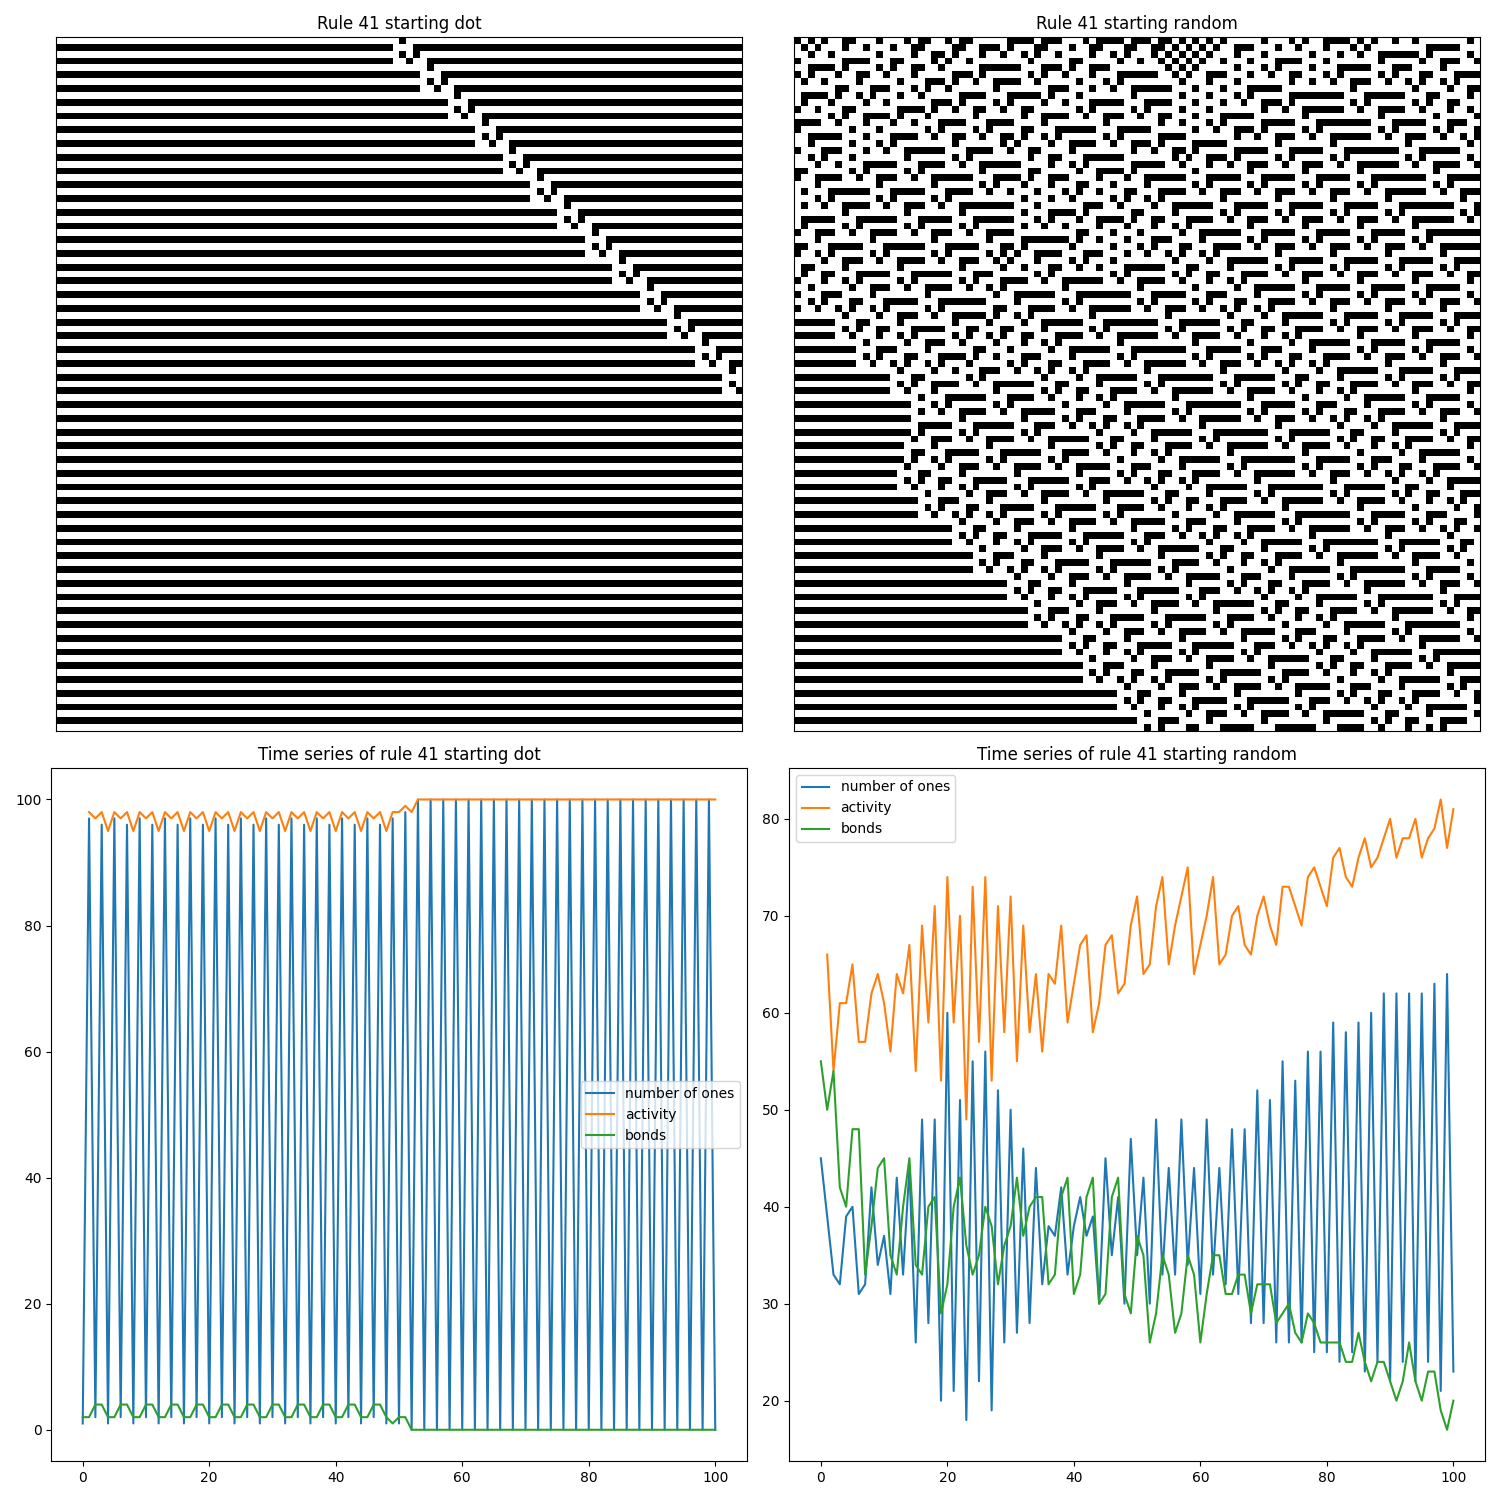 Rule 41 starting dot
Rule 41 starting random
Time series of rule 41 starting dot
100
80
60
40
20
0
number of ones
activity
bonds
0 20 40 60 80 100
Time series of rule 41 starting random
number of ones
activity
bonds
80
70
60
50
40
30
20
0 20 40 60 80 100